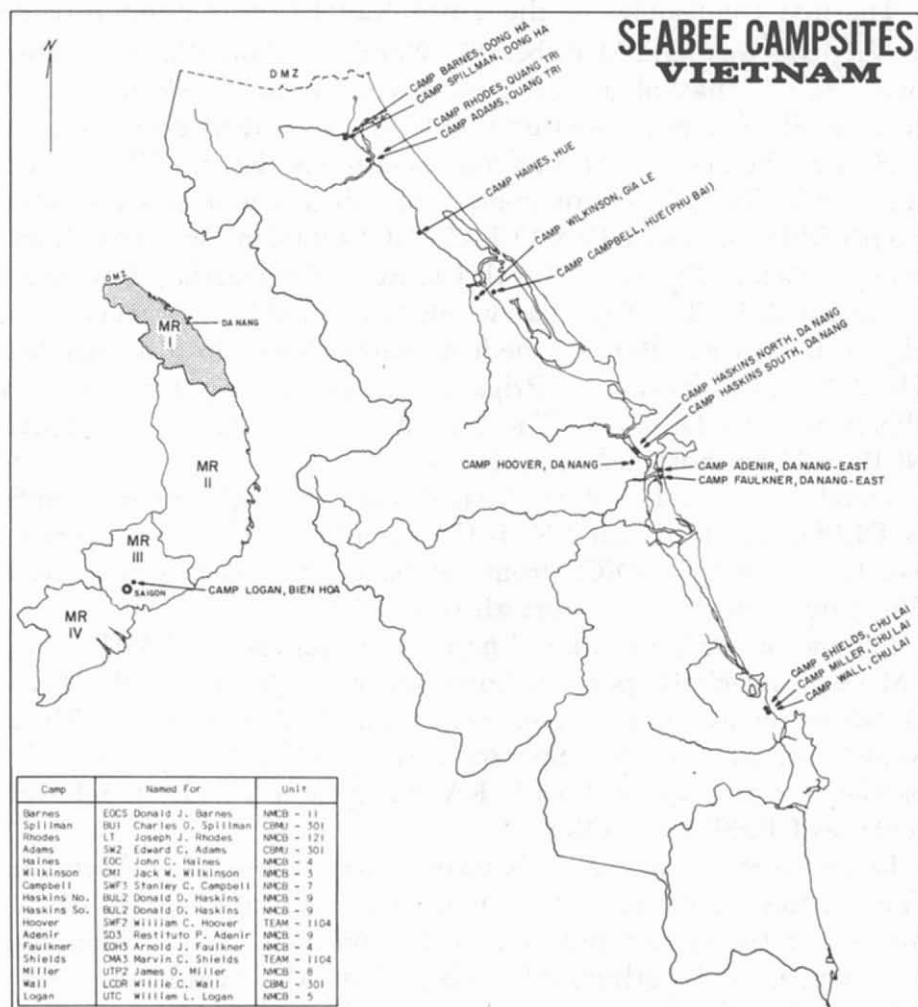 SEABEE CAMPSITES
VIETNAM
N
DMZ
CAMP BARNES, DONG HA
CAMP SPILLMAN, DONG HA
CAMP RHODES, QUANG TRI
CAMP ADAMS, QUANG TRI
CAMP HAINES, HUE
CAMP WILKINSON, GIA LE
CAMP CAMPBELL, HUE (PHU BAI)
CAMP HASKINS NORTH, DA NANG
CAMP HASKINS SOUTH, DA NANG
CAMP HOOVER, DA NANG
CAMP ADENIR, DA NANG-EAST
CAMP FAULKNER, DA NANG-EAST
CAMP SHIELDS, CHU LAI
CAMP MILLER, CHU LAI
CAMP WALL, CHU LAI
DMZ
MR
I
DA NANG
MR
II
MR
III
SAIGON
CAMP LOGAN, BIEN HOA
MR
IV
Camp Named For Unit
Barnes EOCS Donald J. Barnes NMCB - 11
Spillman BU1 Charles O. Spillman CBMU - 301
Rhodes LT Joseph J. Rhodes NMCB - 121
Adams SW2 Edward C. Adams CBMU - 301
Haines EOC John C. Haines NMCB - 4
Wilkinson CM1 Jack W. Wilkinson NMCB - 3
Campbell SWF3 Stanley C. Campbell NMCB - 7
Haskins No. BUL2 Donald D. Haskins NMCB - 9
Haskins So. BUL2 Donald D. Haskins NMCB - 9
Hoover SWF2 William C. Hoover TEAM - 1104
Adenir SD3 Restituto P. Adenir NMCB - 9
Faulkner EOH3 Arnold J. Faulkner NMCB - 4
Shields CMA3 Marvin C. Shields TEAM - 1104
Miller UTP2 James O. Miller NMCB - 8
Wall LCDR Willie C. Wall CBMU - 301
Logan UTC William L. Logan NMCB - 5